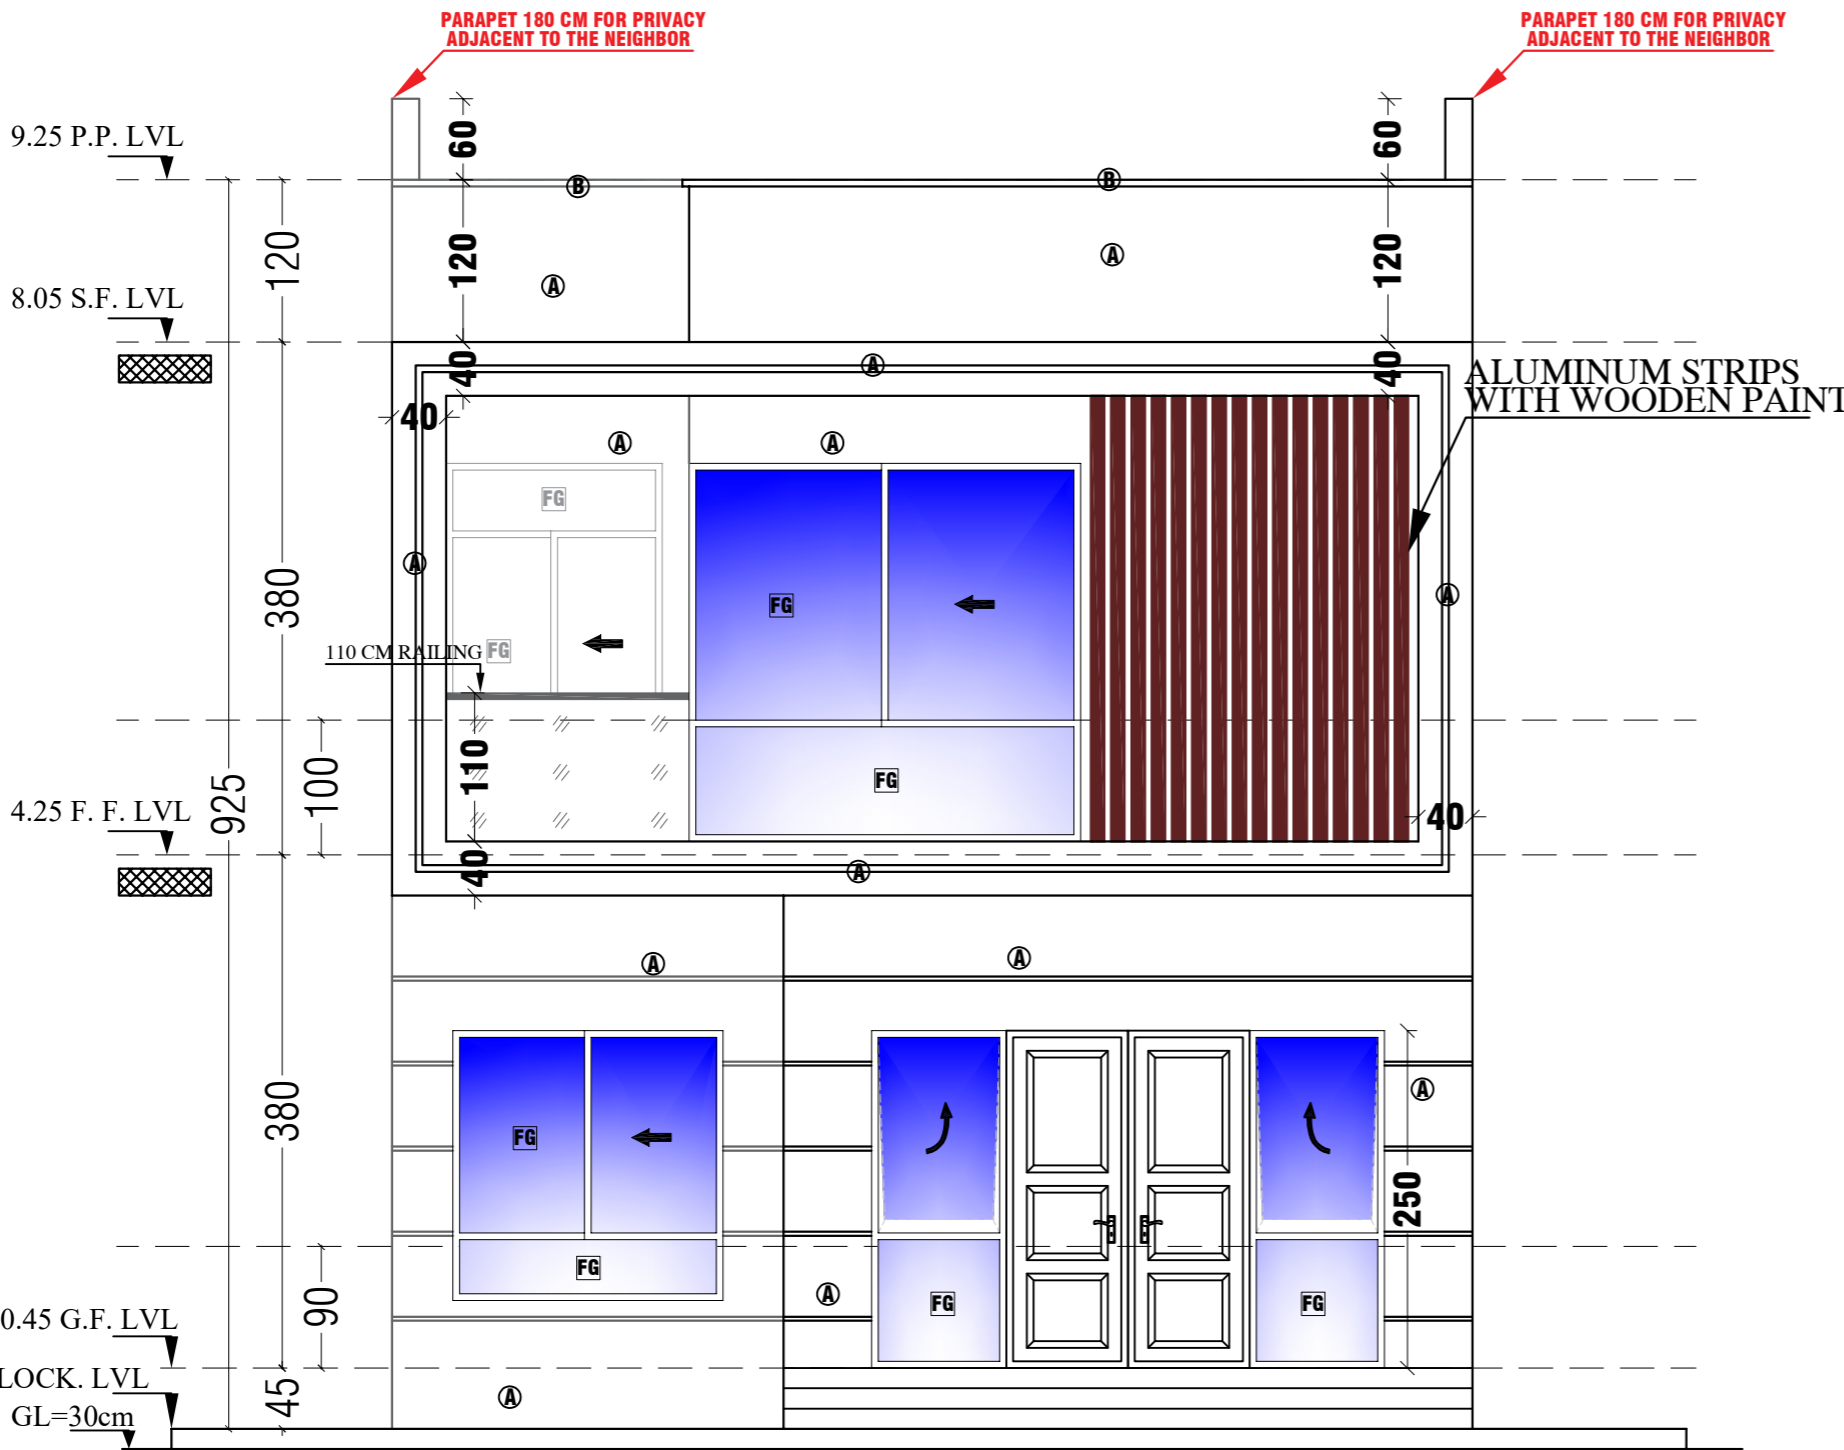 PARAPET 180 CM FOR PRIVACY
ADJACENT TO THE NEIGHBOR
PARAPET 180 CM FOR PRIVACY
ADJACENT TO THE NEIGHBOR
9.25 P.P. LVL
60
60
B
B
120
120
120
A
A
8.05 S.F. LVL
40
A
40
ALUMINUM STRIPS
WITH WOODEN PAINT
40
A
A
FG
A
380
FG
A
110 CM RAILING
FG
925
100
110
FG
4.25 F. F. LVL
40
40
A
A
A
380
FG
A
250
FG
90
A
FG
FG
0.45 G.F. LVL
LOCK. LVL
45
A
GL=30cm